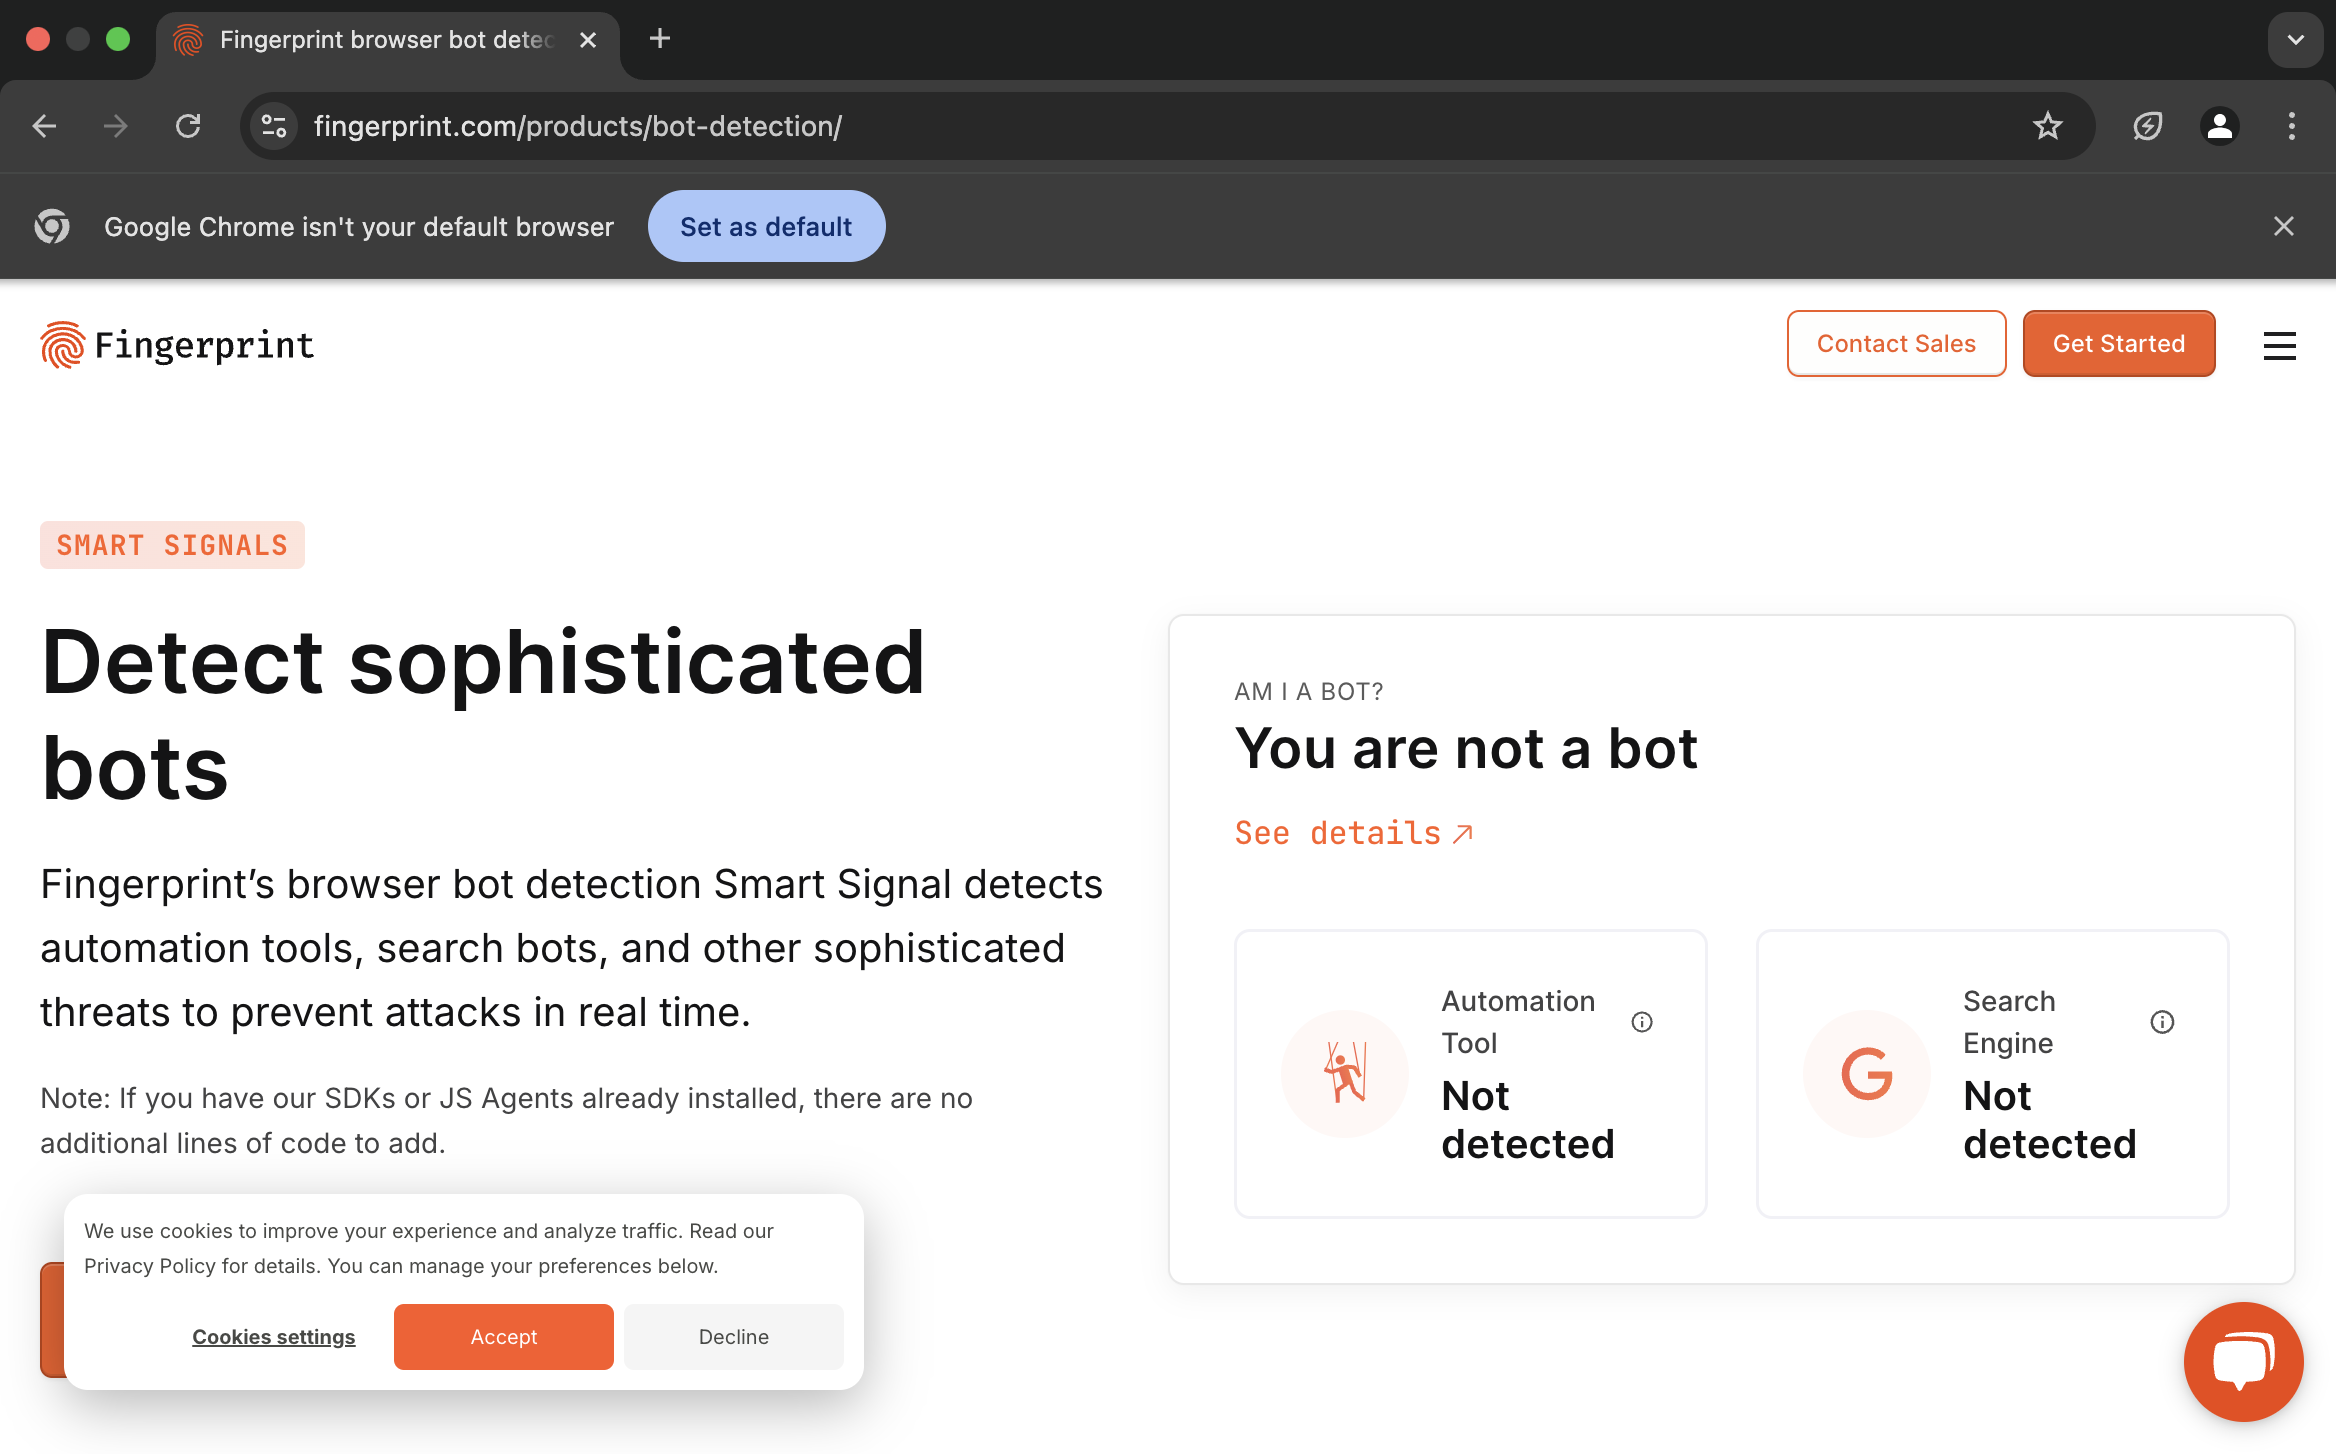 Fingerprint browser bot detec
fingerprint.com/products/bot-detection/
Google Chrome isn't your default browser
Set as default
Fingerprint
Contact Sales
Get Started
SMART SIGNALS
Detect sophisticated
bots
Fingerprint’s browser bot detection Smart Signal detects
automation tools, search bots, and other sophisticated
threats to prevent attacks in real time.
Note: If you have our SDKs or JS Agents already installed, there are no
additional lines of code to add.
AM I A BOT?
You are not a bot
See details
Automation
Tool
Not
detected
Search
Engine
Not
detected
We use cookies to improve your experience and analyze traffic. Read our
Privacy Policy for details. You can manage your preferences below.
Cookies settings
Accept
Decline